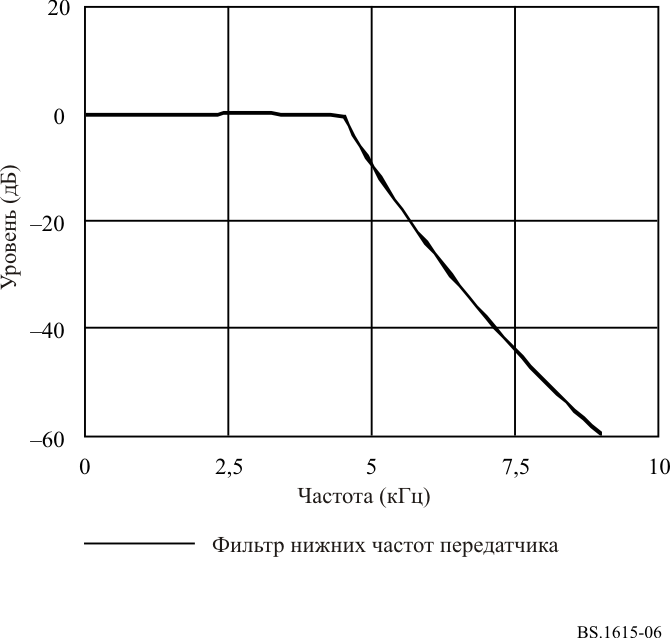 20
0
–20
–40
–60
Уровень (дБ)
0
2,5
5
7,5
10
Частота (кГц)
Фильтр нижних частот передатчика
BS.1615-06